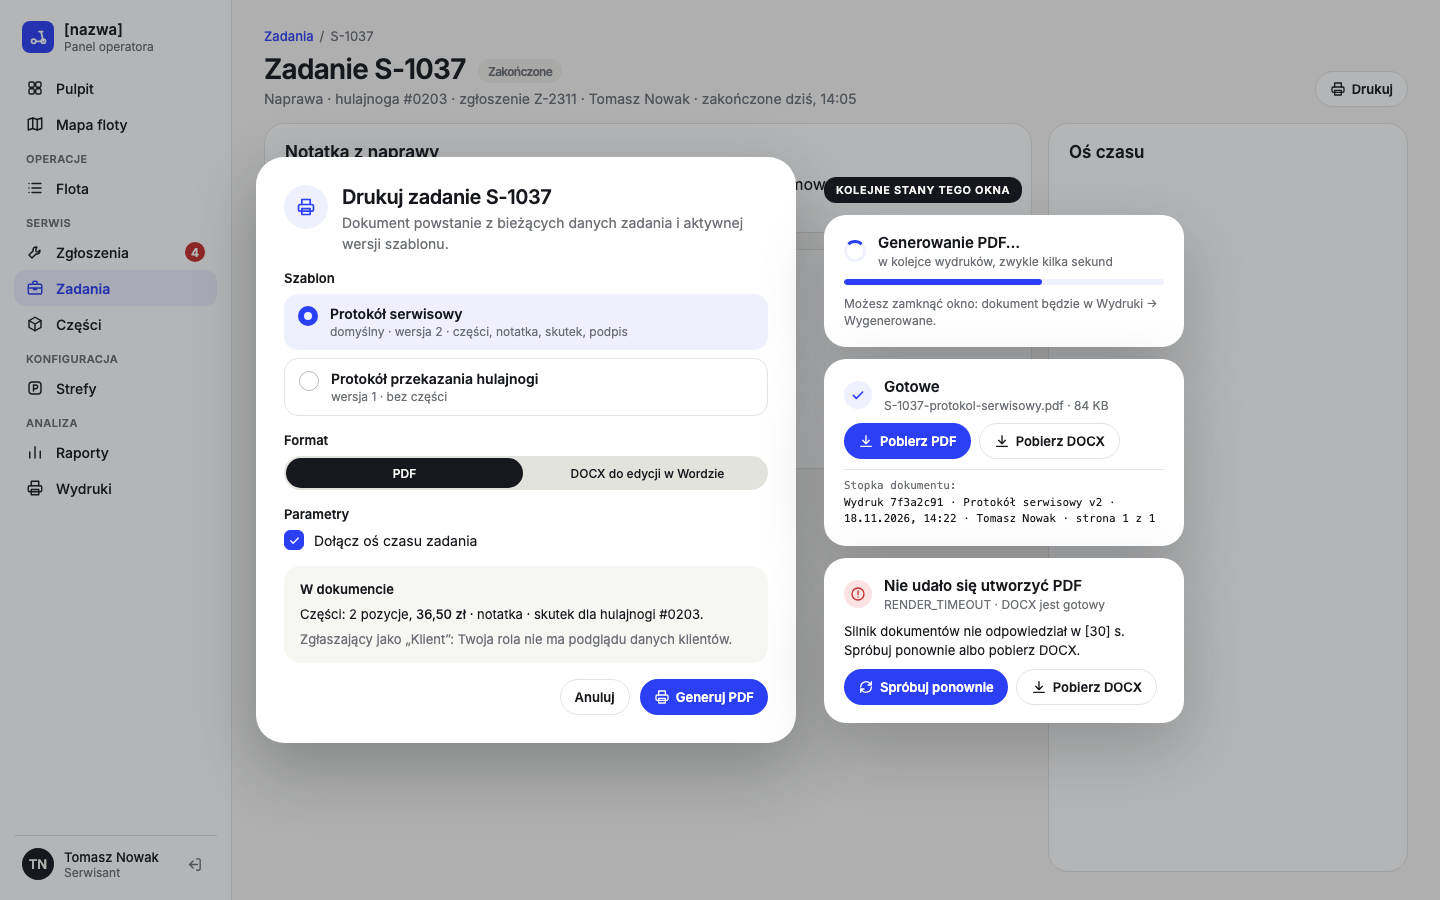 [nazwa]
Panel operatora
Pulpit
Mapa floty
OPERACJE
Flota
SERWIS
Zgłoszenia
4
Zadania
Części
KONFIGURACJA
Strefy
ANALIZA
Raporty
Wydruki
TN
Tomasz Nowak
Serwisant
Zadania / S-1037
Zadanie S-1037
Zakończone
Naprawa · hulajnoga #0203 · zgłoszenie Z-2311 · Tomasz Nowak · zakończone dziś, 14:05
Drukuj
Notatka z naprawy
Oś czasu
Drukuj zadanie S-1037
Dokument powstanie z bieżących danych zadania i aktywnej
wersji szablonu.
Szablon
Protokół serwisowy
domyślny · wersja 2 · części, notatka, skutek, podpis
Protokół przekazania hulajnogi
wersja 1 · bez części
Format
PDF
DOCX do edycji w Wordzie
Parametry
Dołącz oś czasu zadania
W dokumencie
Części: 2 pozycje, 36,50 zł · notatka · skutek dla hulajnogi #0203.
Zgłaszający jako „Klient”: Twoja rola nie ma podglądu danych klientów.
Anuluj
Generuj PDF
KOLEJNE STANY TEGO OKNA
Generowanie PDF…
w kolejce wydruków, zwykle kilka sekund
Możesz zamknąć okno: dokument będzie w Wydruki →
Wygenerowane.
Gotowe
S-1037-protokol-serwisowy.pdf · 84 KB
Pobierz PDF
Pobierz DOCX
Stopka dokumentu:
Wydruk 7f3a2c91 · Protokół serwisowy v2 ·
18.11.2026, 14:22 · Tomasz Nowak · strona 1 z 1
Nie udało się utworzyć PDF
RENDER_TIMEOUT · DOCX jest gotowy
Silnik dokumentów nie odpowiedział w [30] s.
Spróbuj ponownie albo pobierz DOCX.
Spróbuj ponownie
Pobierz DOCX